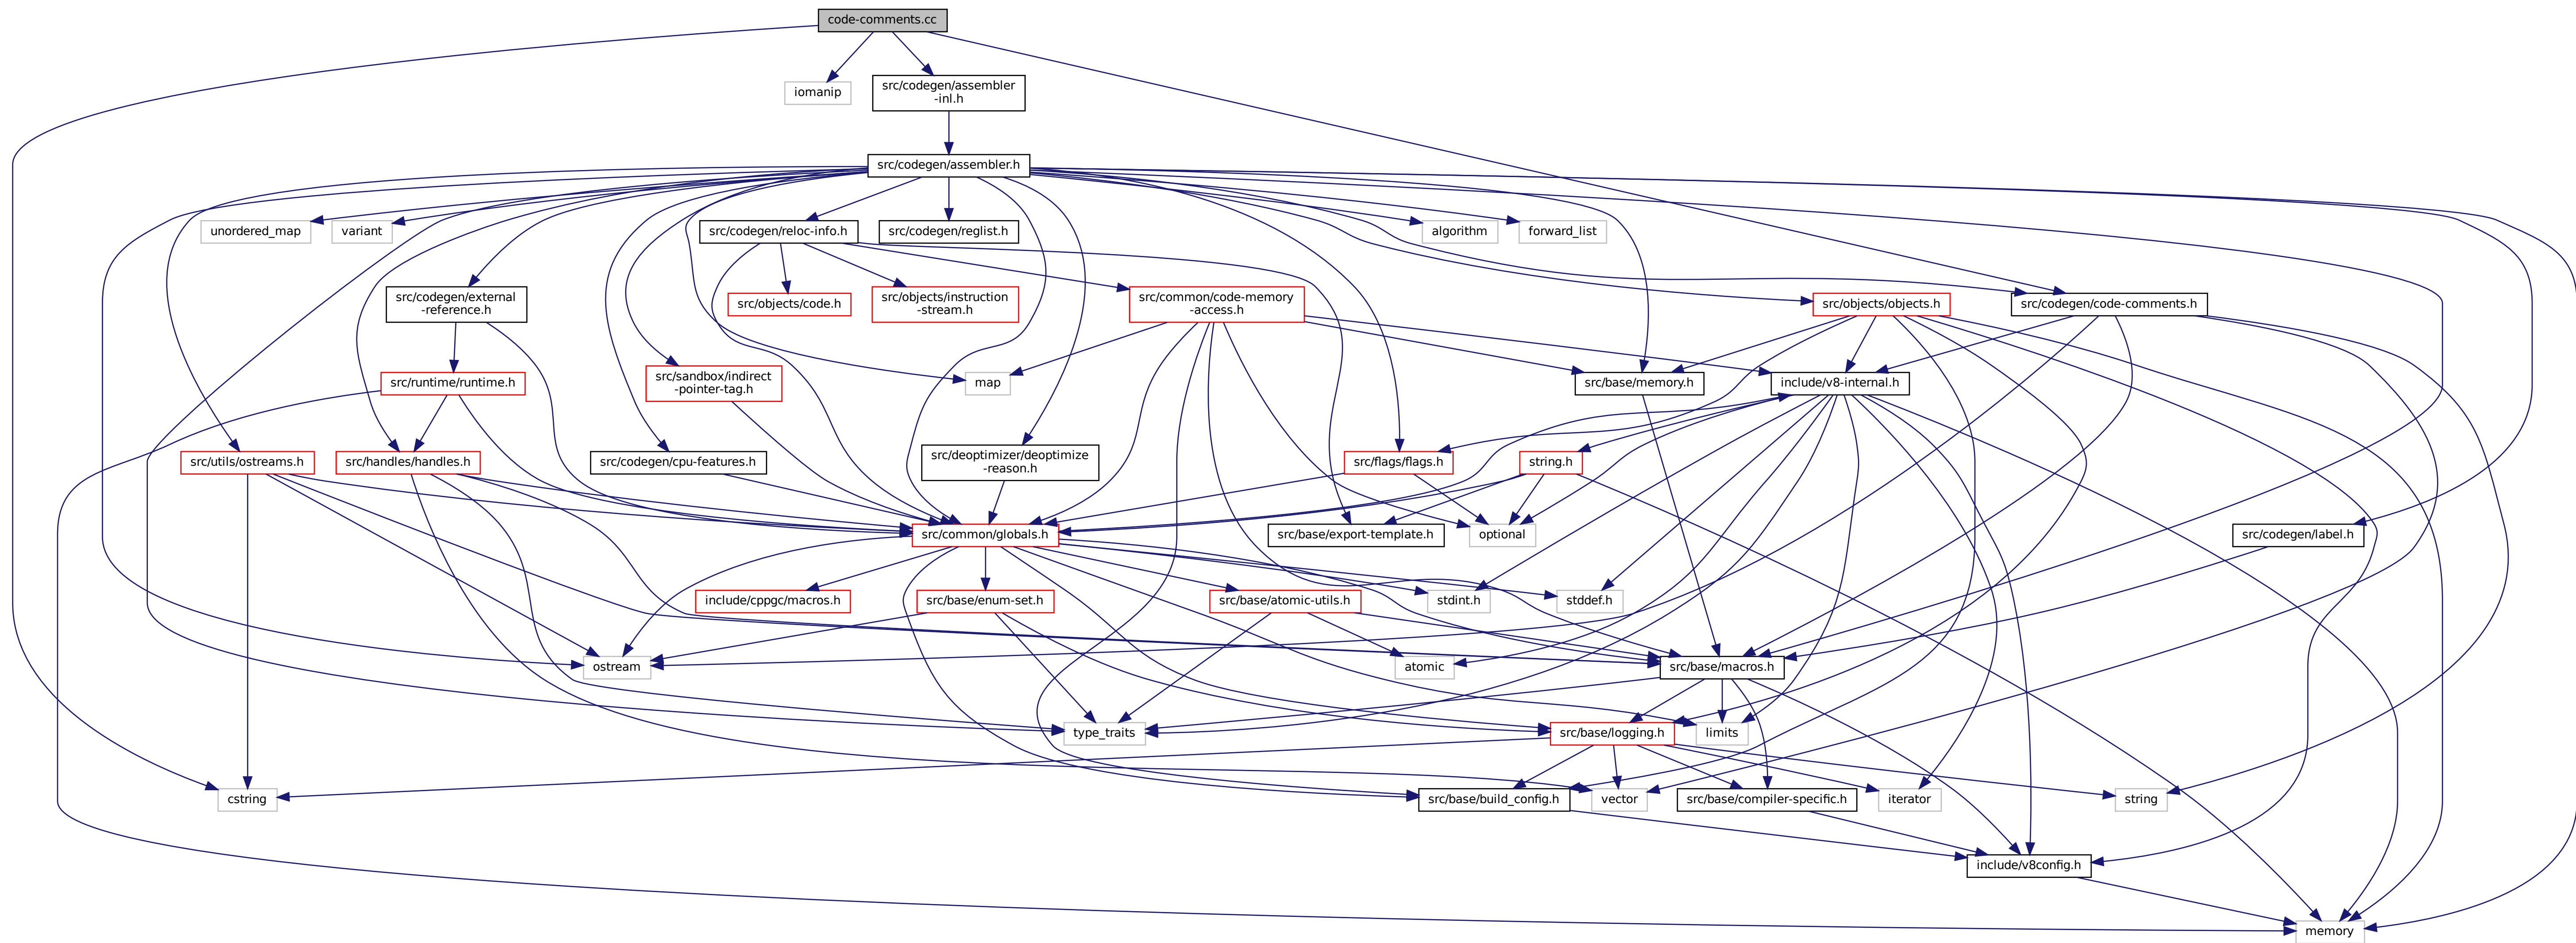 code-comments.cc
iomanip
src/codegen/assembler
-inl.h
src/codegen/assembler.h
unordered_map
variant
src/codegen/reloc-info.h
src/codegen/reglist.h
algorithm
forward_list
src/codegen/external
-reference.h
src/objects/code.h
src/objects/instruction
-stream.h
src/common/code-memory
-access.h
src/objects/objects.h
src/codegen/code-comments.h
src/runtime/runtime.h
src/sandbox/indirect
-pointer-tag.h
map
src/base/memory.h
include/v8-internal.h
src/utils/ostreams.h
src/handles/handles.h
src/codegen/cpu-features.h
src/deoptimizer/deoptimize
-reason.h
src/flags/flags.h
string.h
src/common/globals.h
src/base/export-template.h
optional
src/codegen/label.h
include/cppgc/macros.h
src/base/enum-set.h
src/base/atomic-utils.h
stdint.h
stddef.h
ostream
atomic
src/base/macros.h
type_traits
src/base/logging.h
limits
cstring
src/base/build_config.h
vector
src/base/compiler-specific.h
iterator
string
include/v8config.h
memory